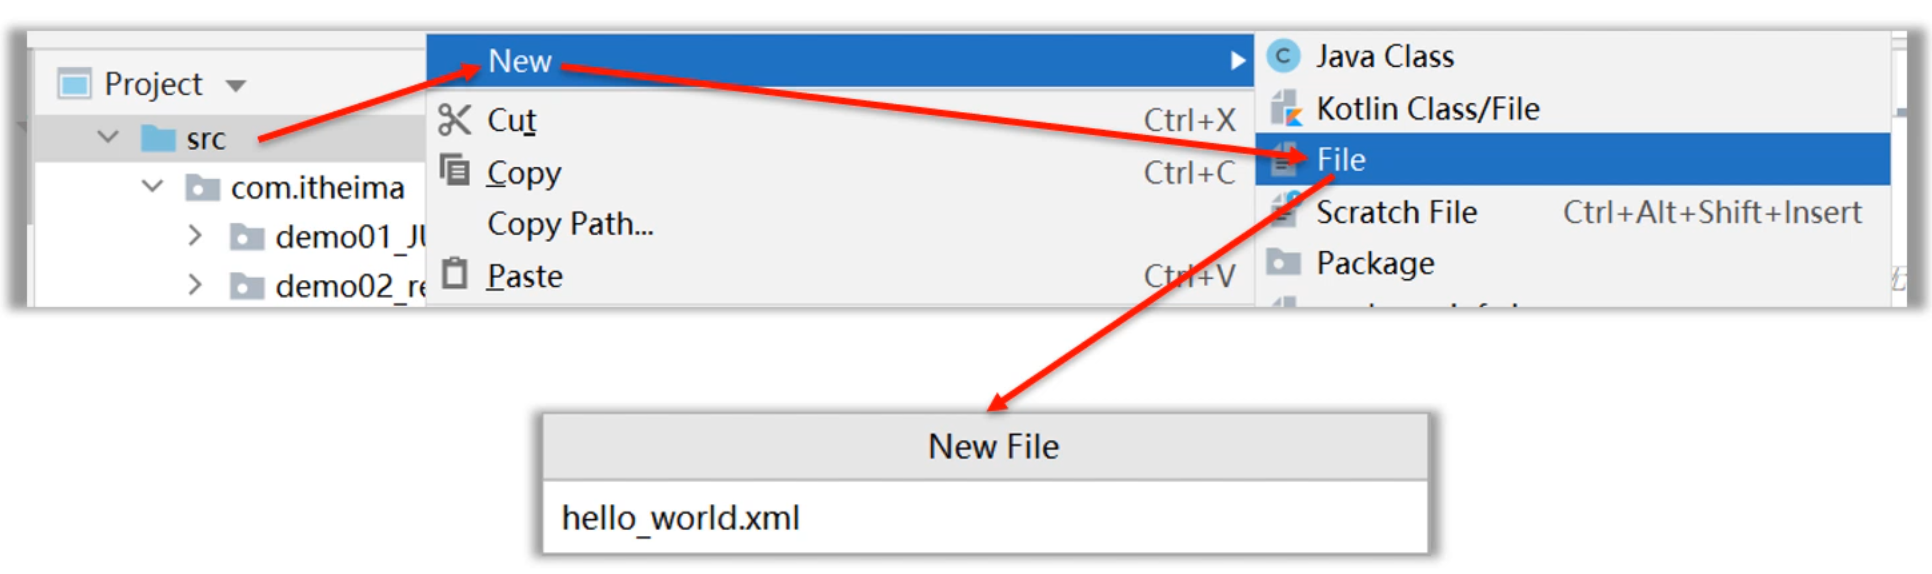 Project
src
com.itheima
demo01_JU
demo02_re
New
Cut Ctrl+X
Copy Ctrl+C
Copy Path...
Paste Ctrl+V
Java Class
Kotlin Class/File
File
Scratch File Ctrl+Alt+Shift+Insert
Package
New File
hello_world.xml